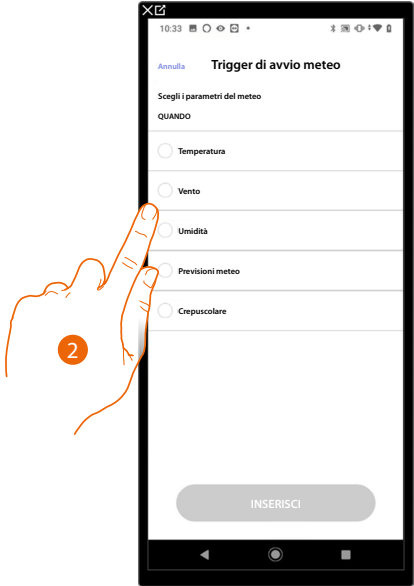 10:33
Annulla Trigger di avvio meteo
Scegli i parametri del meteo
QUANDO
Temperatura
Vento
Umidità
Previsioni meteo
Crepuscolare
2
INSERISCI